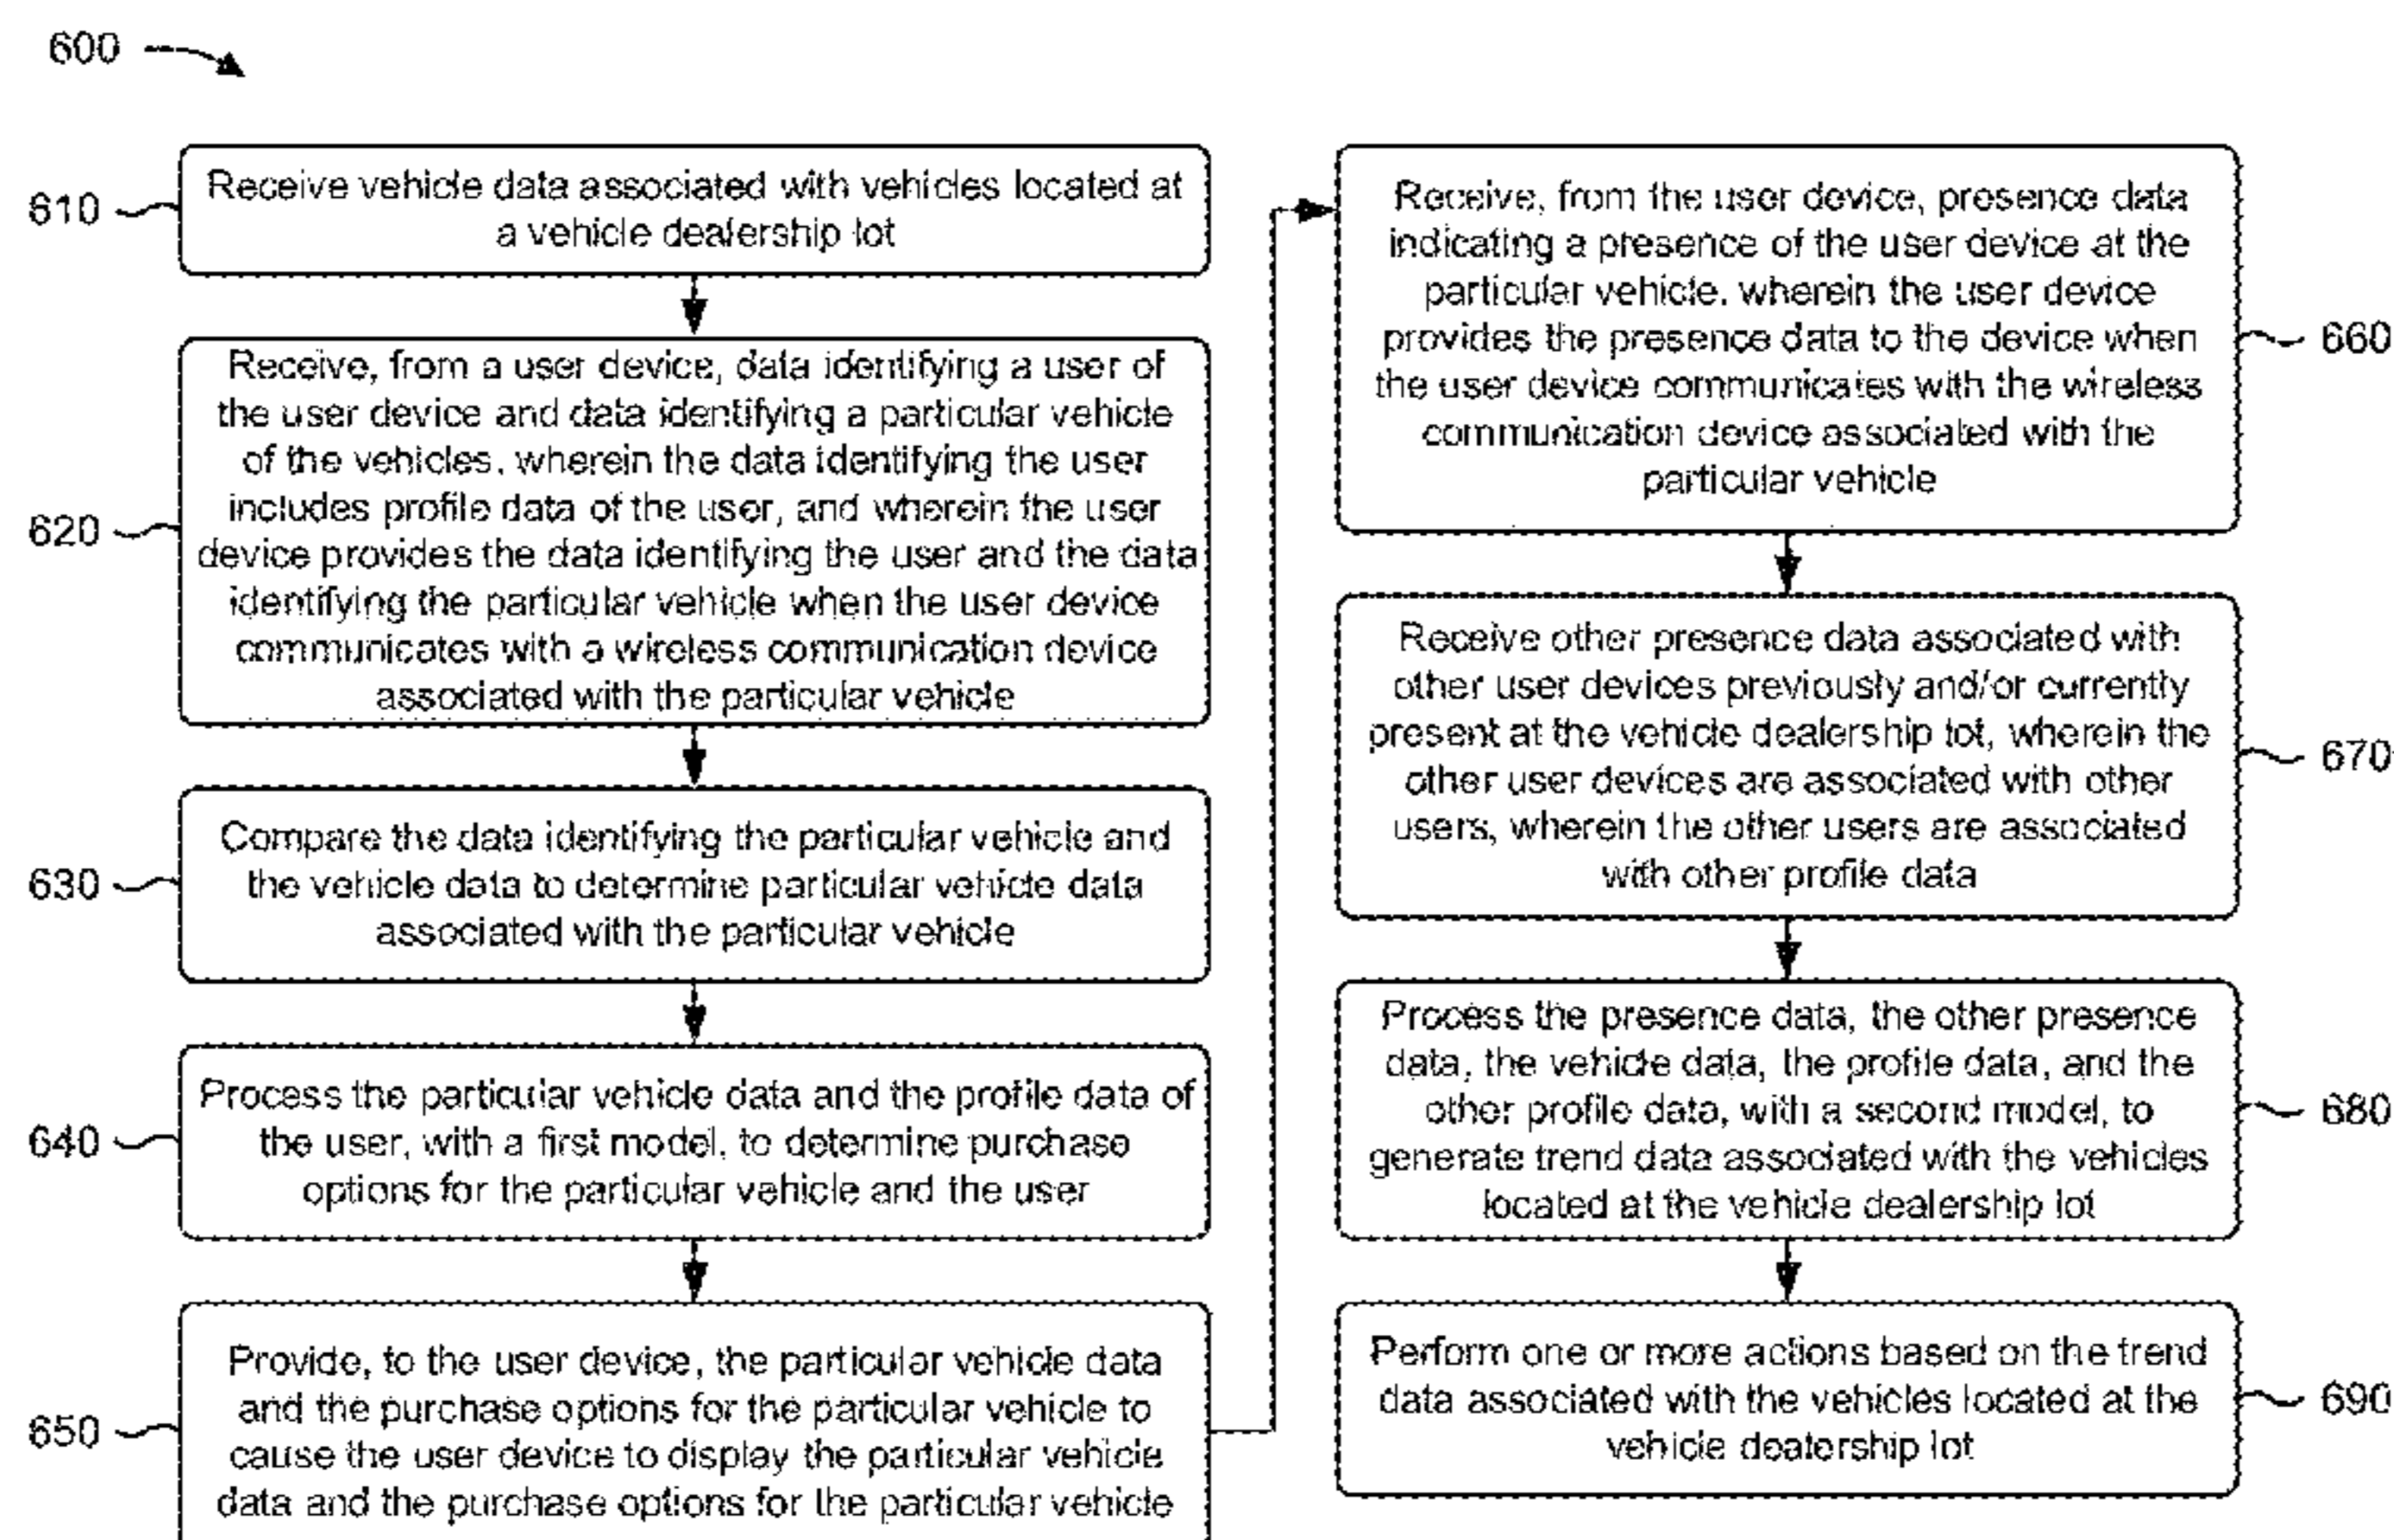 600
610
Receive vehicle data associated with vehicles located at
a vehicle dealership lot
620
Receive, from a user device, data identifying a user of
the user device and data identifying a particular vehicle
of the vehicles, wherein the data identifying the user
includes profile data of the user, and wherein the user
device provides the data identifying the user and the data
identifying the particular vehicle when the user device
communicates with a wireless communication device
associated with the particular vehicle
630
Compare the data identifying the particular vehicle and
the vehicle data to determine particular vehicle data
associated with the particular vehicle
640
Process the particular vehicle data and the profile data of
the user, with a first model, to determine purchase
options for the particular vehicle and the user
650
Provide, to the user device, the particular vehicle data
and the purchase options for the particular vehicle to
cause the user device to display the particular vehicle
data and the purchase options for the particular vehicle
Receive, from the user device, presence data
indicating a presence of the user device at the
particular vehicle, wherein the user device
provides the presence data to the device when
the user device communicates with the wireless
communication device associated with the
particular vehicle
660
Receive other presence data associated with
other user devices previously and/or currently
present at the vehicle dealership lot, wherein the
other user devices are associated with other
users, wherein the other users are associated
with other profile data
670
Process the presence data, the other presence
data, the vehicle data, the profile data, and the
other profile data, with a second model, to
generate trend data associated with the vehicles
located at the vehicle dealership lot
680
Perform one or more actions based on the trend
data associated with the vehicles located at the
vehicle dealership lot
690